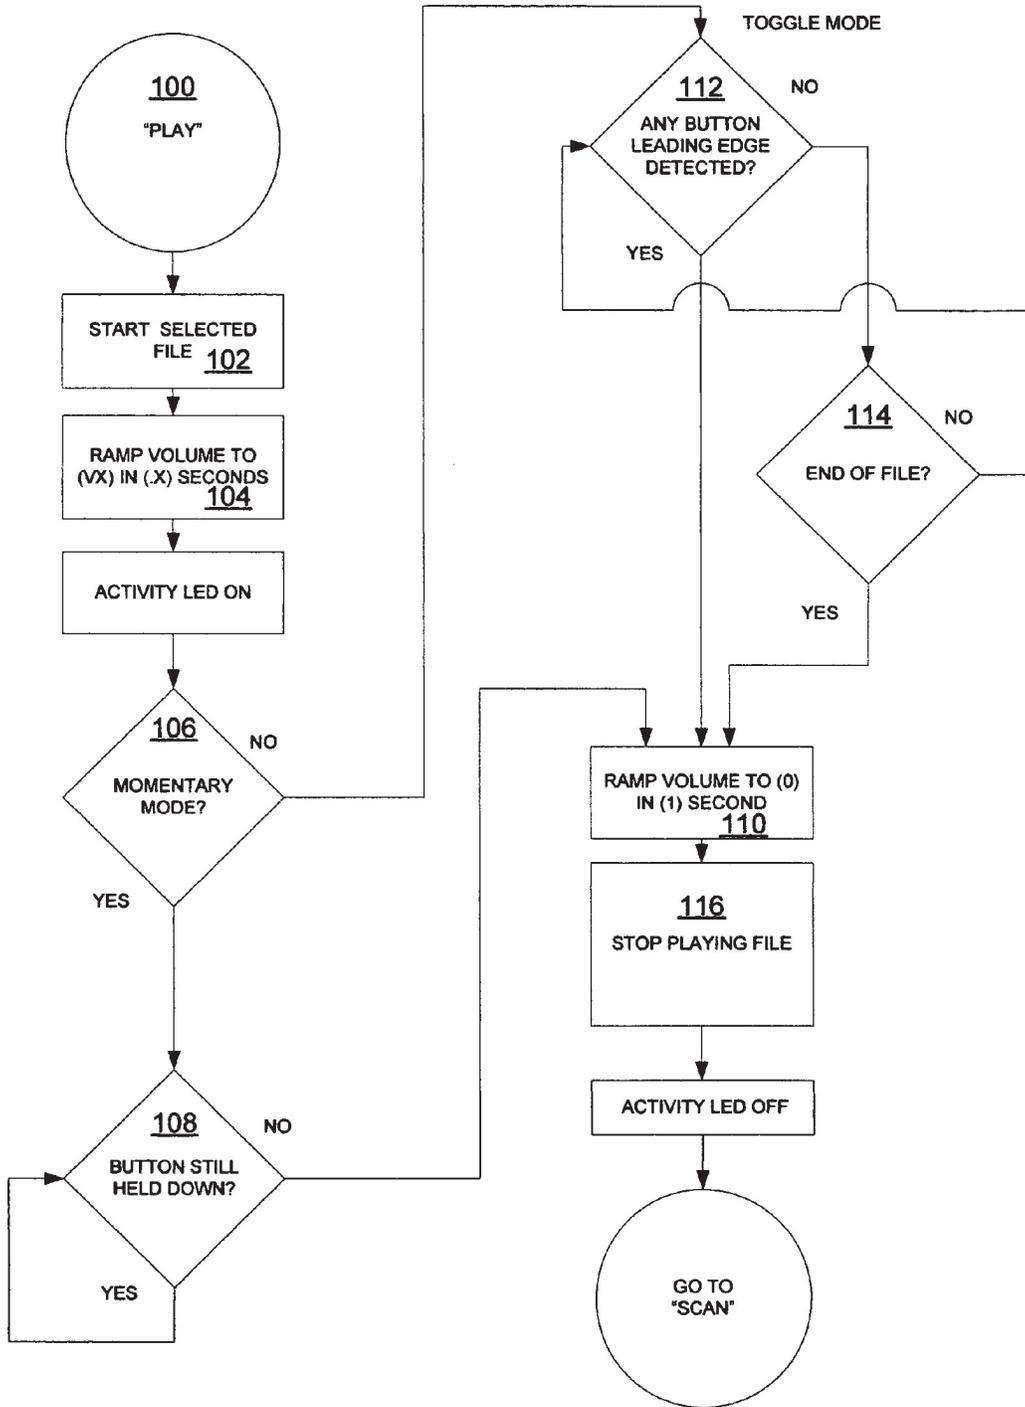 100
"PLAY"
START SELECTED
FILE 102
RAMP VOLUME TO
(VX) IN (.X) SECONDS
104
ACTIVITY LED ON
106
NO
MOMENTARY
MODE?
YES
108
NO
BUTTON STILL
HELD DOWN?
YES
TOGGLE MODE
112
NO
ANY BUTTON
LEADING EDGE
DETECTED?
YES
114
NO
END OF FILE?
YES
RAMP VOLUME TO (0)
IN (1) SECOND
110
116
STOP PLAYING FILE
ACTIVITY LED OFF
GO TO
"SCAN"